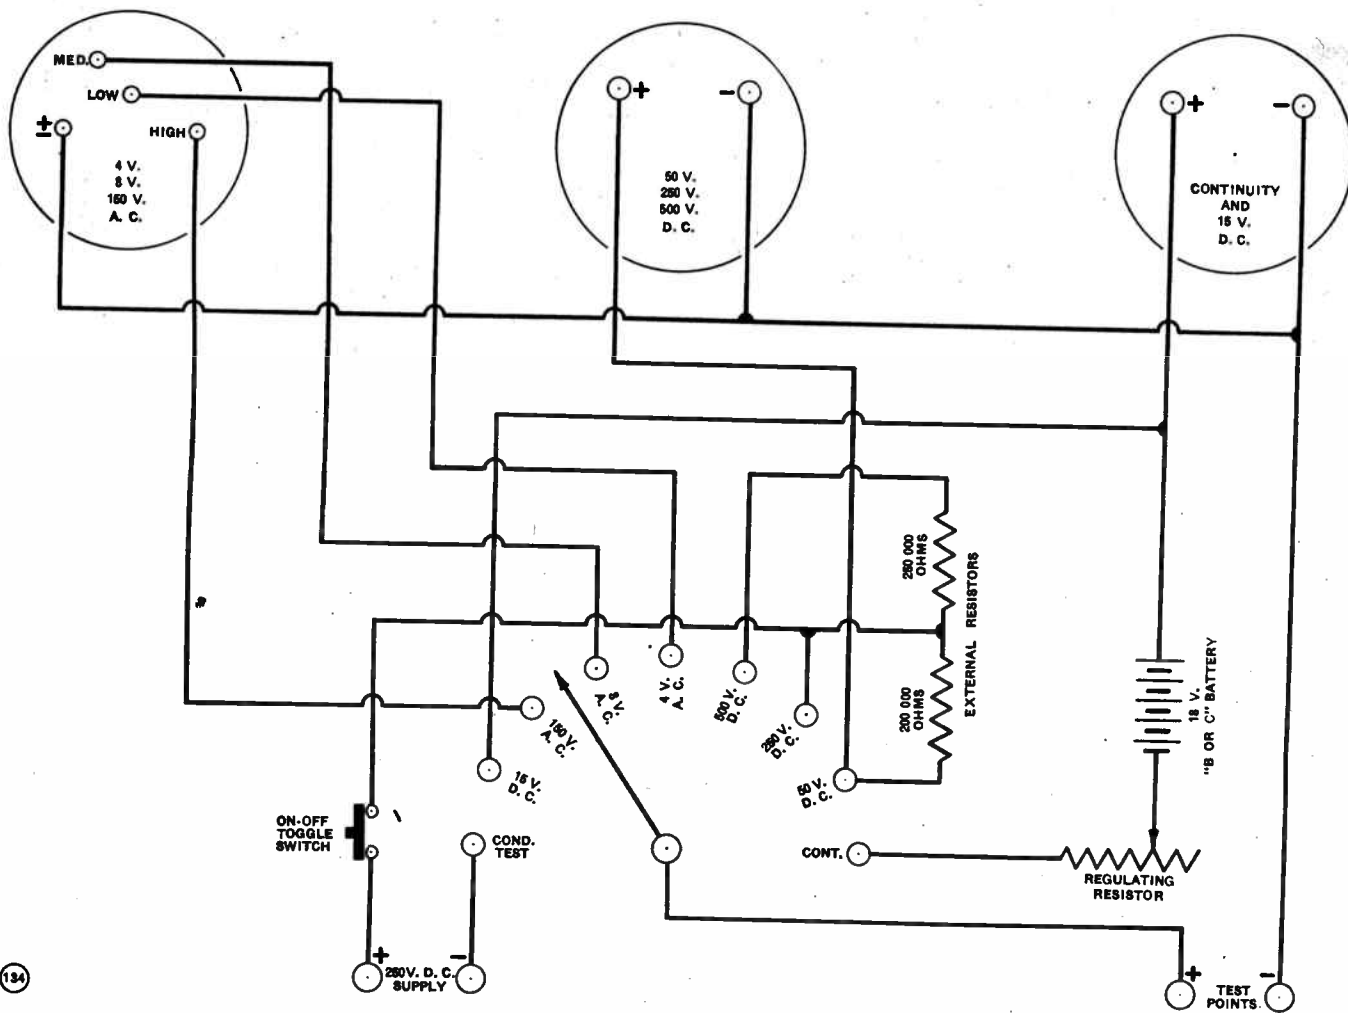 MED.
LOW
+
-
HIGH
4 V.
8 V.
150 V.
A. C.
+
-
50 V.
250 V.
500 V.
D. C.
+
-
CONTINUITY
AND
15 V.
D. C.
250 000
OHMS
200 000
OHMS
EXTERNAL RESISTORS
18 V.
"B OR C" BATTERY
8 V.
A. C.
4 V.
A. C.
500 V.
D. C.
250 V.
D. C.
50 V.
D. C.
150 V.
A. C.
15 V.
D. C.
ON-OFF
TOGGLE
SWITCH
COND.
TEST
CONT.
REGULATING
RESISTOR
+
-
250V. D. C.
SUPPLY
+
-
TEST
POINTS.
134